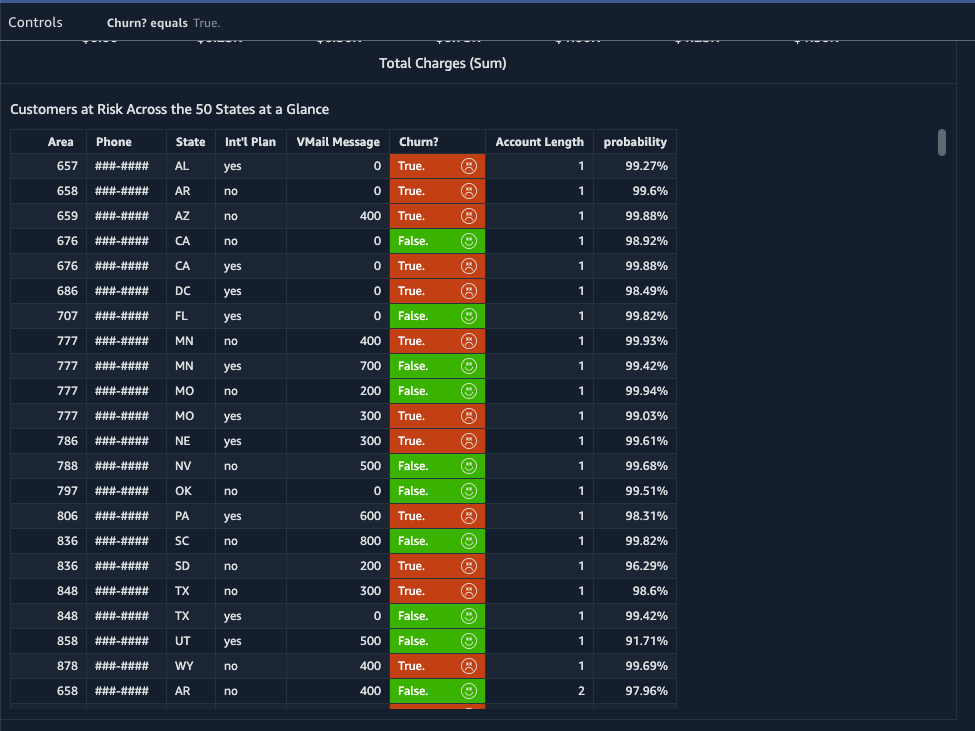 Controls Churn? equals True.
Total Charges (Sum)
Customers at Risk Across the 50 States at a Glance
Area Phone State Int'l Plan VMail Message Churn? Account Length probability
657 ###-#### AL yes 0 True. 1 99.27%
658 ###-#### AR no 0 True. 1 99.6%
659 ###-#### AZ no 400 True. 1 99.88%
676 ###-#### CA no 0 False. 1 98.92%
676 ###-#### CA yes 0 True. 1 99.88%
686 ###-#### DC yes 0 True. 1 98.49%
707 ###-#### FL yes 0 False. 1 99.82%
777 ###-#### MN no 400 True. 1 99.93%
777 ###-#### MN yes 700 False. 1 99.42%
777 ###-#### MO no 200 False. 1 99.94%
777 ###-#### MO yes 300 True. 1 99.03%
786 ###-#### NE yes 300 True. 1 99.61%
788 ###-#### NV no 500 False. 1 99.68%
797 ###-#### OK no 0 False. 1 99.51%
806 ###-#### PA yes 600 True. 1 98.31%
836 ###-#### SC no 800 False. 1 99.82%
836 ###-#### SD no 200 True. 1 96.29%
848 ###-#### TX no 300 True. 1 98.6%
848 ###-#### TX yes 0 False. 1 99.42%
858 ###-#### UT yes 500 False. 1 91.71%
878 ###-#### WY no 400 True. 1 99.69%
658 ###-#### AR no 400 False. 2 97.96%